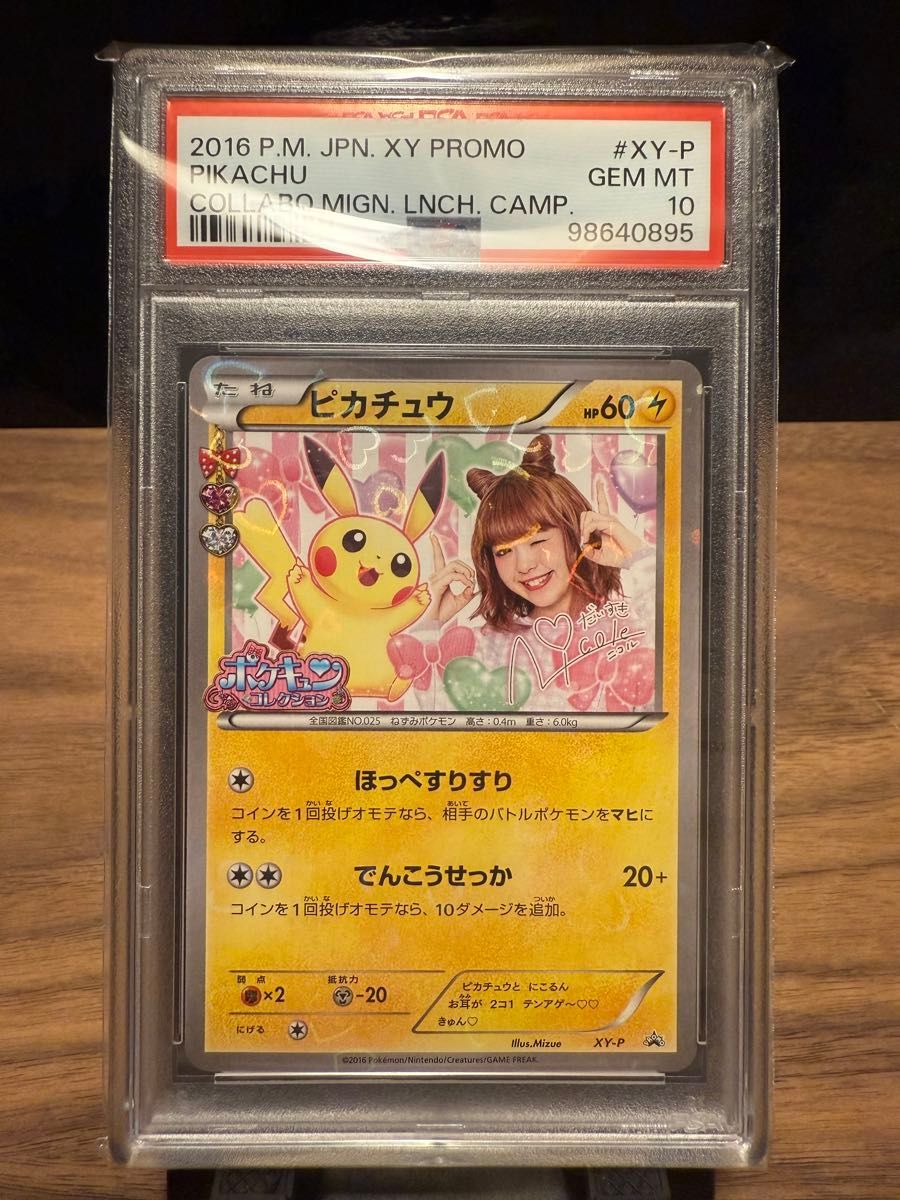 2016 P.M. JPN. XY PROMO #XY-P
PIKACHU GEM MT
COLLABO MIGN. LNCH. CAMP. 10
98640895
たね ピカチュウ HP60
だいすき
Nicole
ニコル
ポケキュン
コレクション
全国図鑑NO.025 ねずみポケモン 高さ:0.4m 重さ:6.0kg
ほっぺすりすり
コインを1回投げオモテなら、相手のバトルポケモンをマヒに
する。
でんこうせっか 20+
コインを1回投げオモテなら、10ダメージを追加。
弱点 抵抗力
×2 -20
にげる
ピカチュウと にこるん
お耳が 2コ1 テンアゲ〜♡♡
きゅん♡
Illus.Mizue XY-P
©2016 Pokémon/Nintendo/Creatures/GAME FREAK.